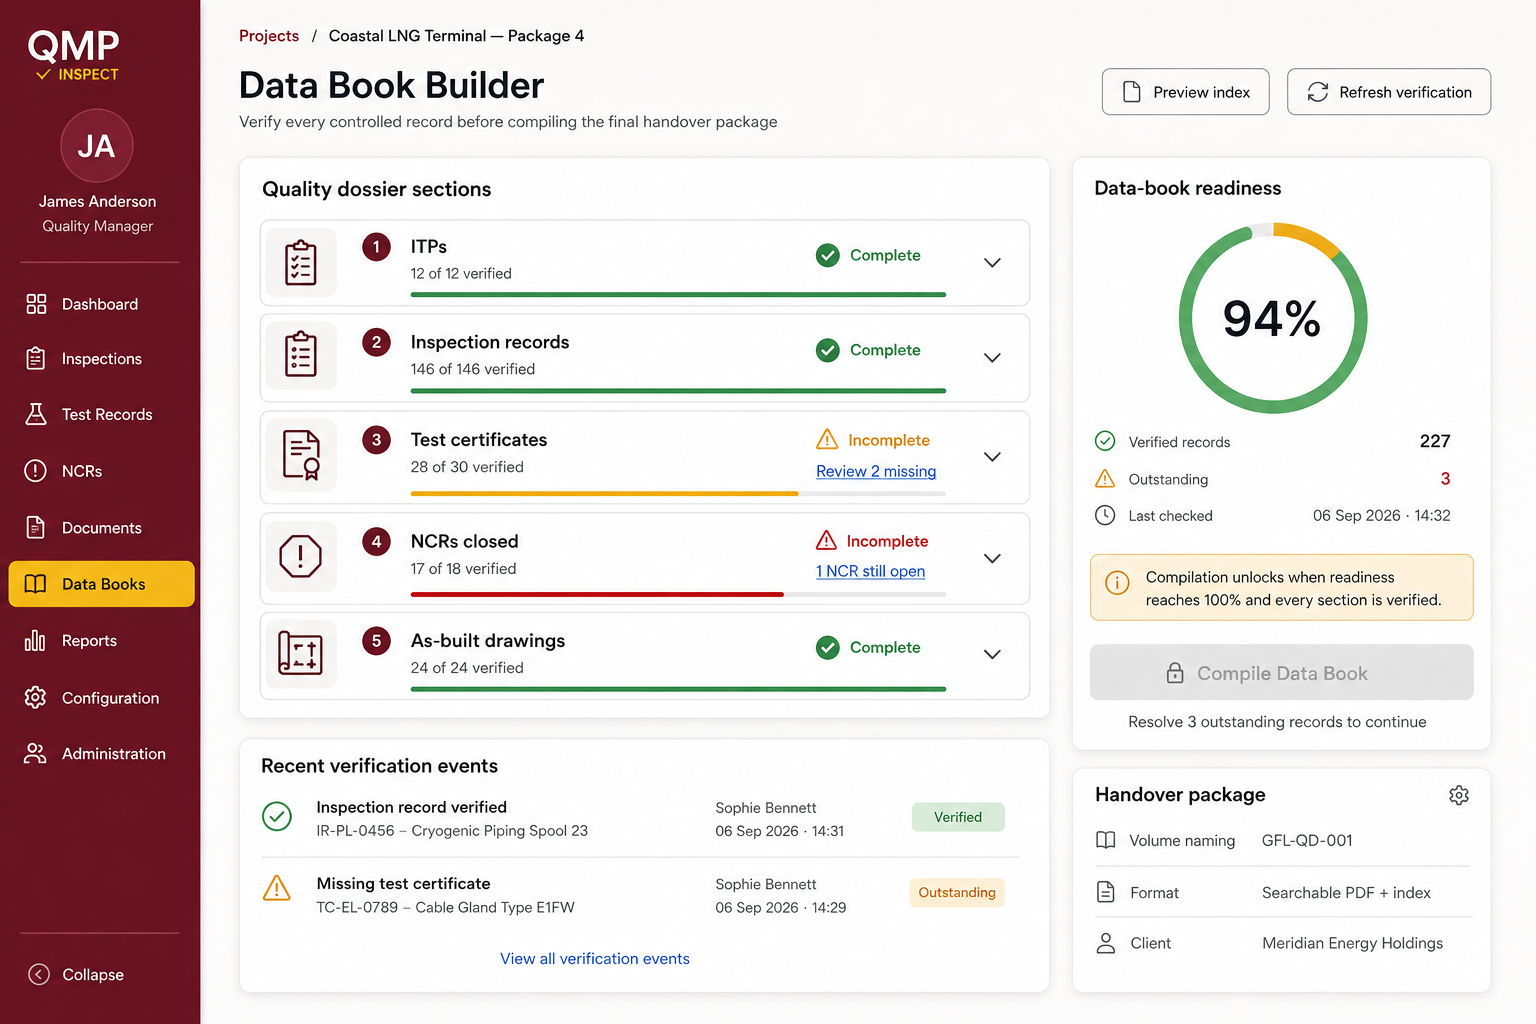 QMP
INSPECT
JA
James Anderson
Quality Manager
Dashboard
Inspections
Test Records
NCRs
Documents
Data Books
Reports
Configuration
Administration
Collapse
Projects / Coastal LNG Terminal — Package 4
Data Book Builder
Verify every controlled record before compiling the final handover package
Preview index
Refresh verification
Quality dossier sections
1 ITPs
12 of 12 verified
Complete
2 Inspection records
146 of 146 verified
Complete
3 Test certificates
28 of 30 verified
Incomplete
Review 2 missing
4 NCRs closed
17 of 18 verified
Incomplete
1 NCR still open
5 As-built drawings
24 of 24 verified
Complete
Recent verification events
Inspection record verified
IR-PL-0456 – Cryogenic Piping Spool 23
Sophie Bennett
06 Sep 2026 · 14:31
Verified
Missing test certificate
TC-EL-0789 – Cable Gland Type E1FW
Sophie Bennett
06 Sep 2026 · 14:29
Outstanding
View all verification events
Data-book readiness
94%
Verified records 227
Outstanding 3
Last checked 06 Sep 2026 · 14:32
Compilation unlocks when readiness
reaches 100% and every section is verified.
Compile Data Book
Resolve 3 outstanding records to continue
Handover package
Volume naming GFL-QD-001
Format Searchable PDF + index
Client Meridian Energy Holdings